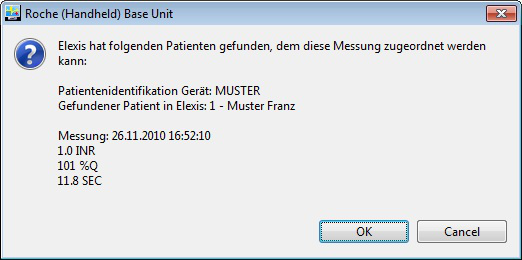 Roche (Handheld) Base Unit
Elexis hat folgenden Patienten gefunden, dem diese Messung zugeordnet werden
kann:
Patientenidentifikation Gerät: MUSTER
Gefundener Patient in Elexis: 1 - Muster Franz
Messung: 26.11.2010 16:52:10
1.0 INR
101 %Q
11.8 SEC
OK
Cancel